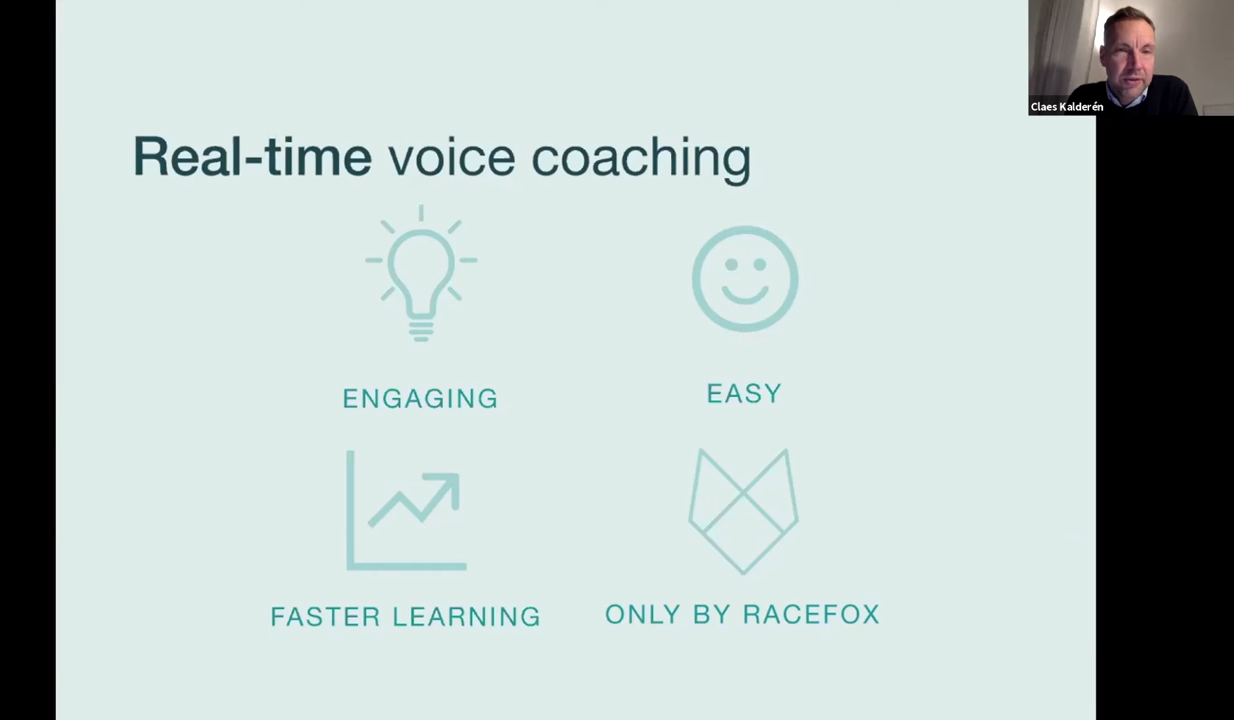 Real-time voice coaching
ENGAGING
EASY
FASTER LEARNING
ONLY BY RACEFOX
Claes Kalderén